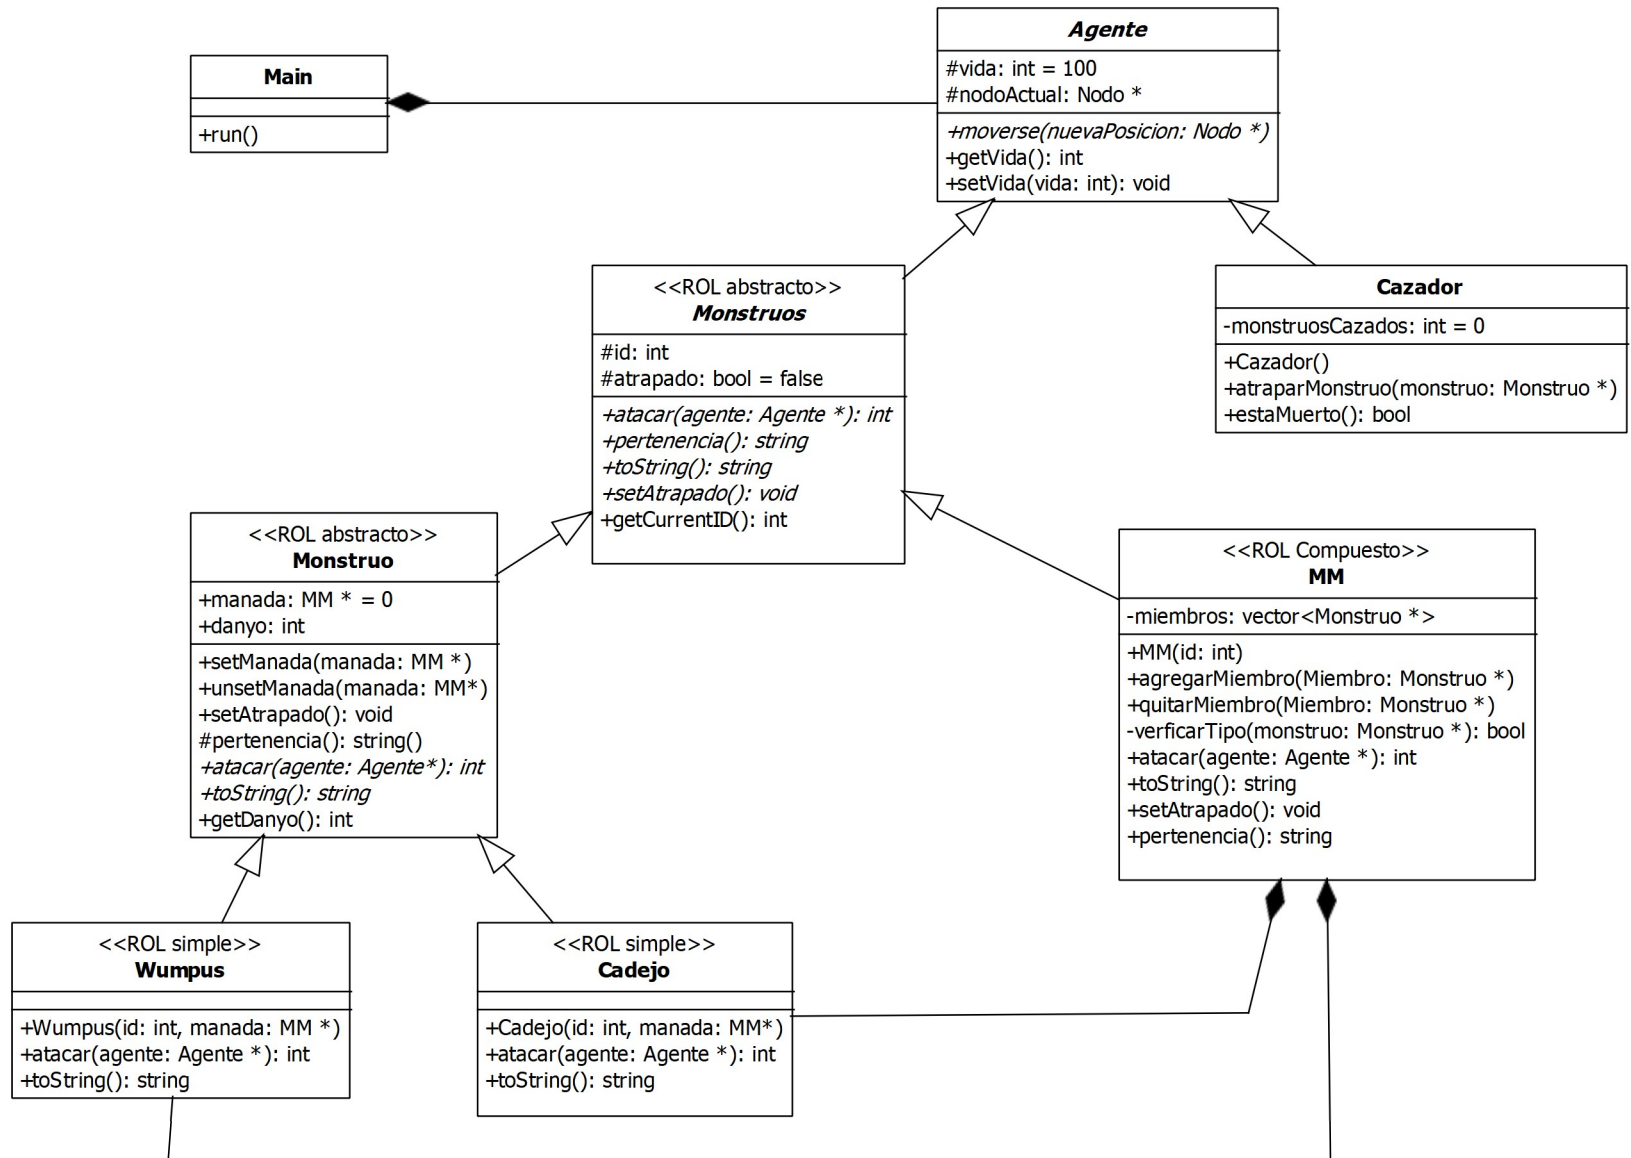 Main
+run()
Agente
#vida: int = 100
#nodoActual: Nodo *
+moverse(nuevaPosicion: Nodo *)
+getVida(): int
+setVida(vida: int): void
<<ROL abstracto>>
Monstruos
#id: int
#atrapado: bool = false
+atacar(agente: Agente *): int
+pertenencia(): string
+toString(): string
+setAtrapado(): void
+getCurrentID(): int
Cazador
-monstruosCazados: int = 0
+Cazador()
+atraparMonstruo(monstruo: Monstruo *)
+estaMuerto(): bool
<<ROL abstracto>>
Monstruo
+manada: MM * = 0
+danyo: int
+setManada(manada: MM *)
+unsetManada(manada: MM*)
+setAtrapado(): void
#pertenencia(): string()
+atacar(agente: Agente*): int
+toString(): string
+getDanyo(): int
<<ROL Compuesto>>
MM
-miembros: vector<Monstruo *>
+MM(id: int)
+agregarMiembro(Miembro: Monstruo *)
+quitarMiembro(Miembro: Monstruo *)
-verficarTipo(monstruo: Monstruo *): bool
+atacar(agente: Agente *): int
+toString(): string
+setAtrapado(): void
+pertenencia(): string
<<ROL simple>>
Wumpus
+Wumpus(id: int, manada: MM *)
+atacar(agente: Agente *): int
+toString(): string
<<ROL simple>>
Cadejo
+Cadejo(id: int, manada: MM*)
+atacar(agente: Agente *): int
+toString(): string